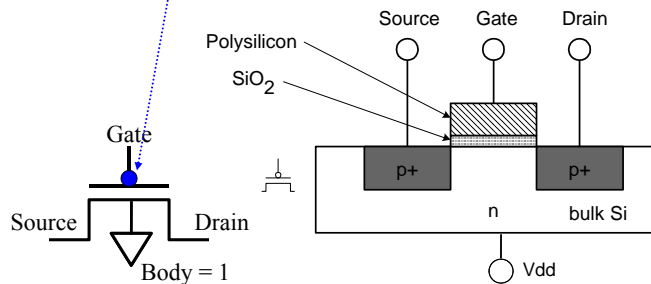 Source Gate Drain
Polysilicon
SiO2
Gate
p+ p+
Source Drain
n bulk Si
Body = 1
Vdd